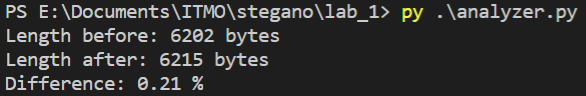 PS E:\Documents\ITMO\stegano\lab_1> py .\analyzer.py
Length before: 6202 bytes
Length after: 6215 bytes
Difference: 0.21 %